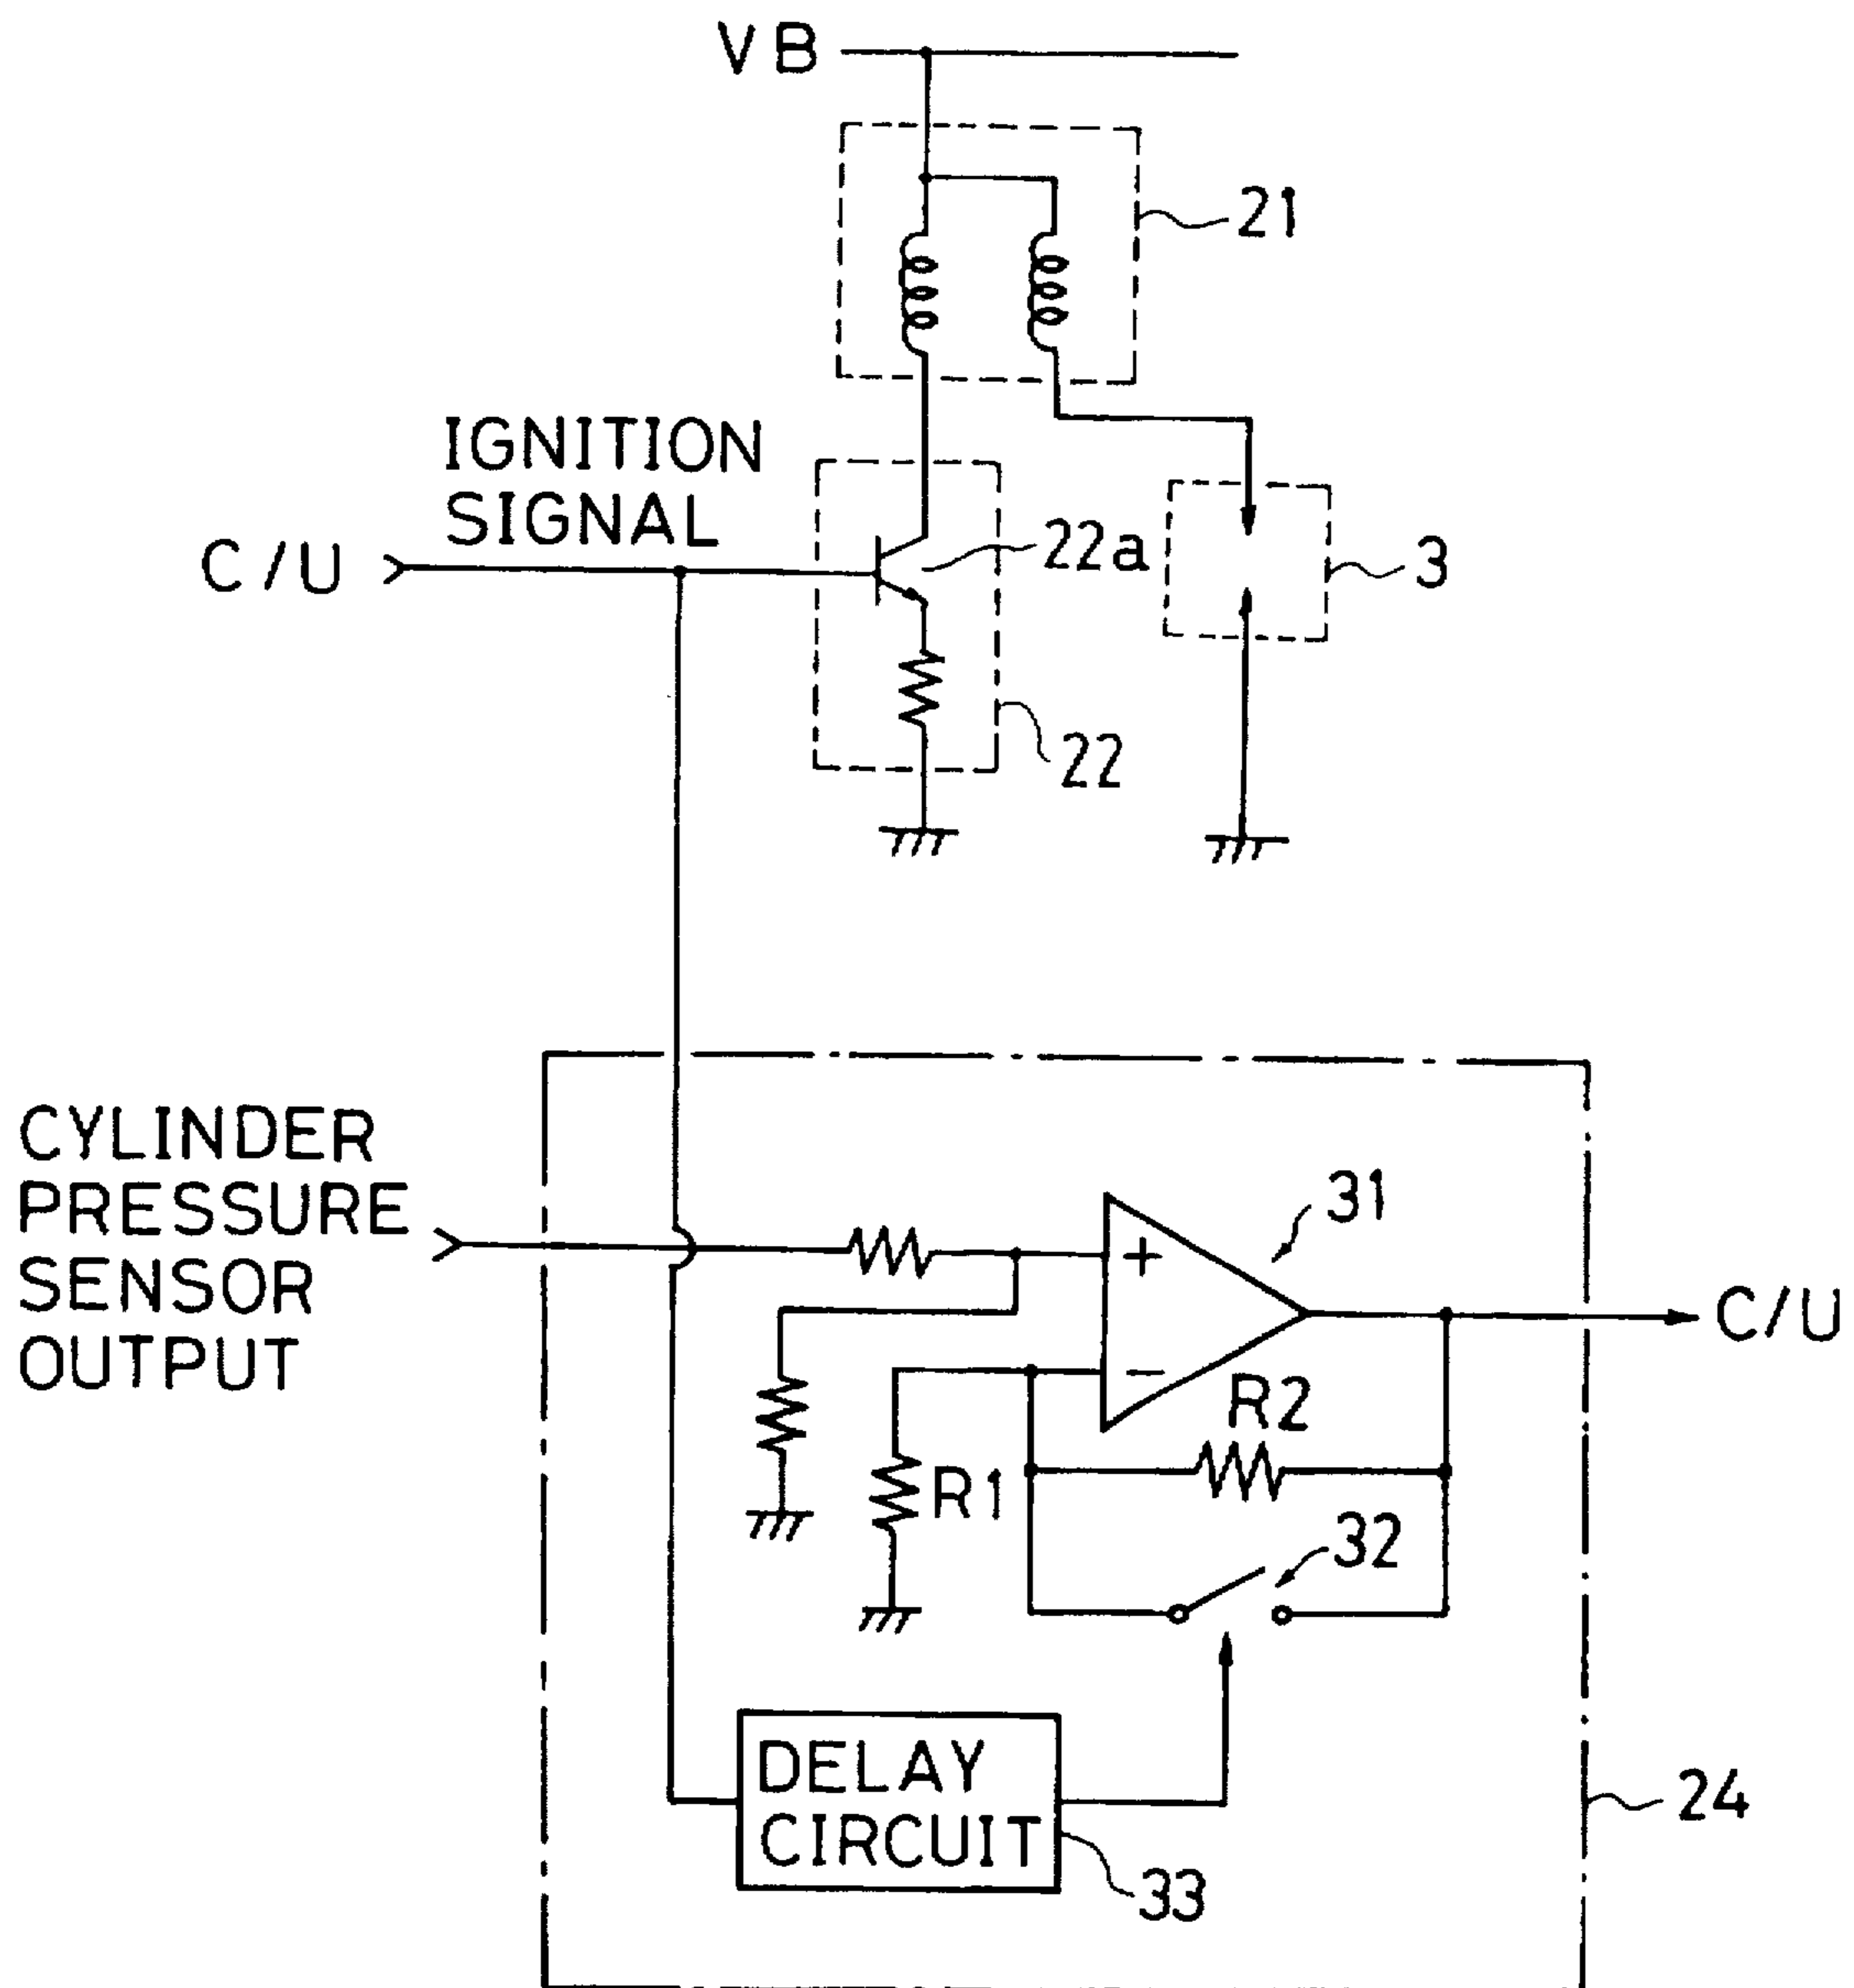 VB
21
IGNITION
SIGNAL
C/U
22a
3
22
CYLINDER
PRESSURE
SENSOR
OUTPUT
31
+
C/U
−
R2
R1
32
DELAY
CIRCUIT
24
33